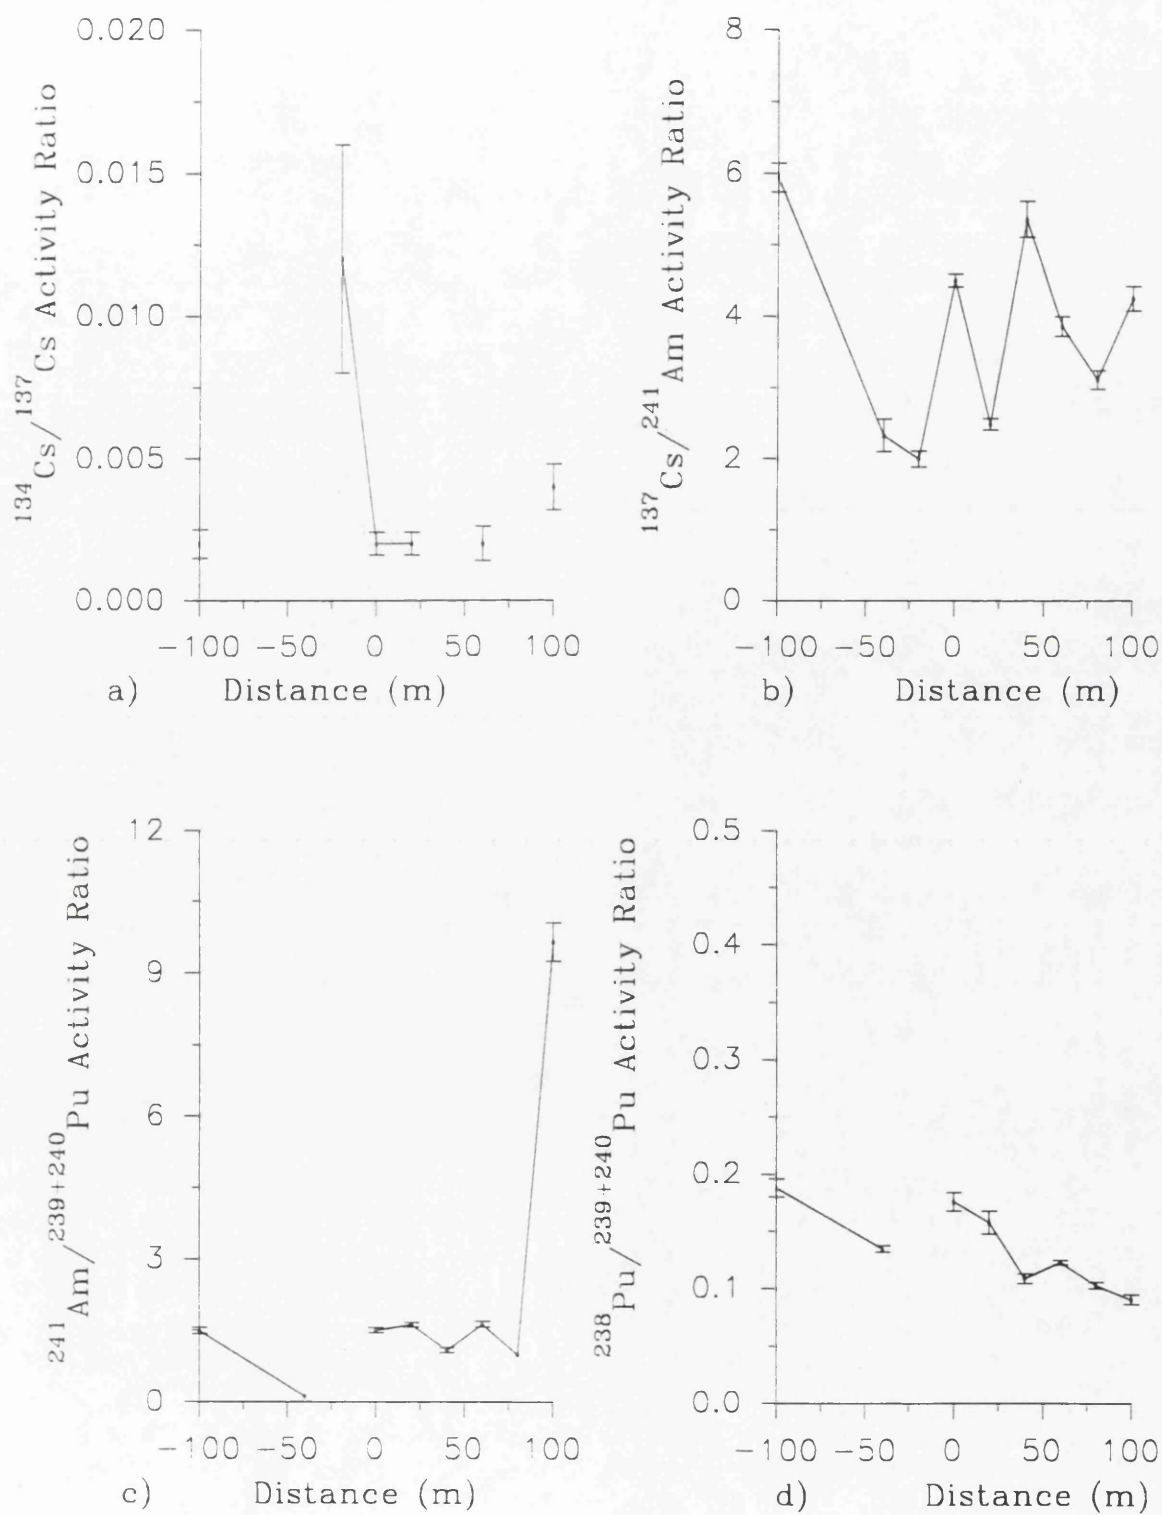 0.020
0.015
0.010
0.005
0.000
134Cs/137Cs Activity Ratio
-100 -50 0 50 100
a) Distance (m)
8
6
4
2
0
137Cs/241Am Activity Ratio
-100 -50 0 50 100
b) Distance (m)
12
9
6
3
0
241Am/239+240Pu Activity Ratio
-100 -50 0 50 100
c) Distance (m)
0.5
0.4
0.3
0.2
0.1
0.0
238Pu/239+240Pu Activity Ratio
-100 -50 0 50 100
d) Distance (m)